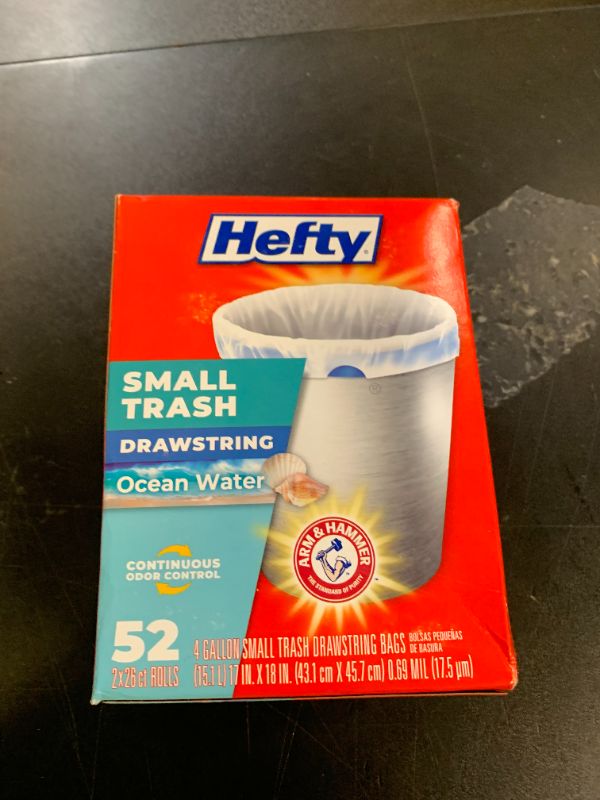 Hefty®
SMALL
TRASH
DRAWSTRING
Ocean Water
CONTINUOUS
ODOR CONTROL
ARM & HAMMER
THE STANDARD OF PURITY
52
2x26 ct ROLLS
4 GALLON SMALL TRASH DRAWSTRING BAGS BOLSAS PEQUEÑAS
DE BASURA
(15.1 L) 17 IN. X 18 IN. (43.1 cm X 45.7 cm) 0.69 MIL (17.5 µm)